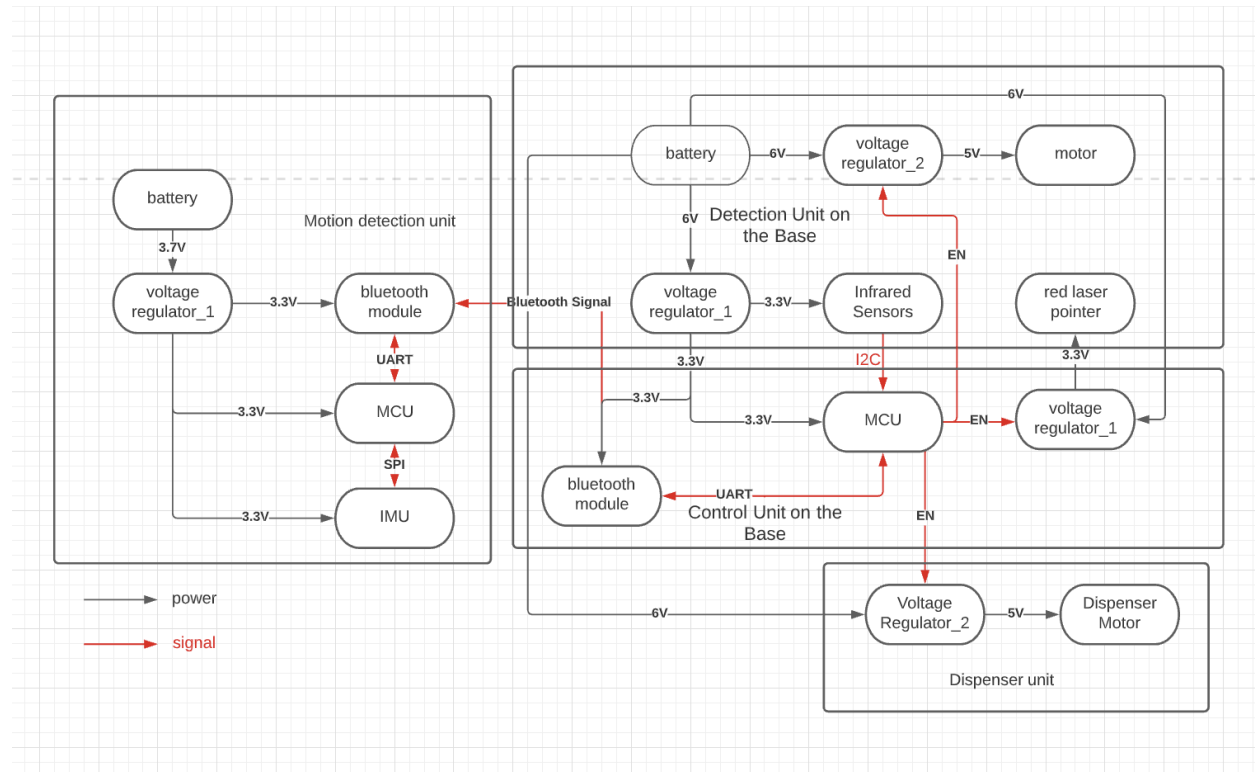 6V
battery
6V
voltage
regulator_2
5V
motor
battery
Motion detection unit
6V
Detection Unit on
the Base
3.7V
EN
voltage
regulator_1
3.3V
bluetooth
module
Bluetooth Signal
voltage
regulator_1
3.3V
Infrared
Sensors
red laser
pointer
UART
3.3V
I2C
3.3V
3.3V
MCU
3.3V
3.3V
MCU
EN
voltage
regulator_1
SPI
bluetooth
module
UART
3.3V
IMU
Control Unit on the
Base
EN
power
Voltage
Regulator_2
5V
Dispenser
Motor
6V
signal
Dispenser unit